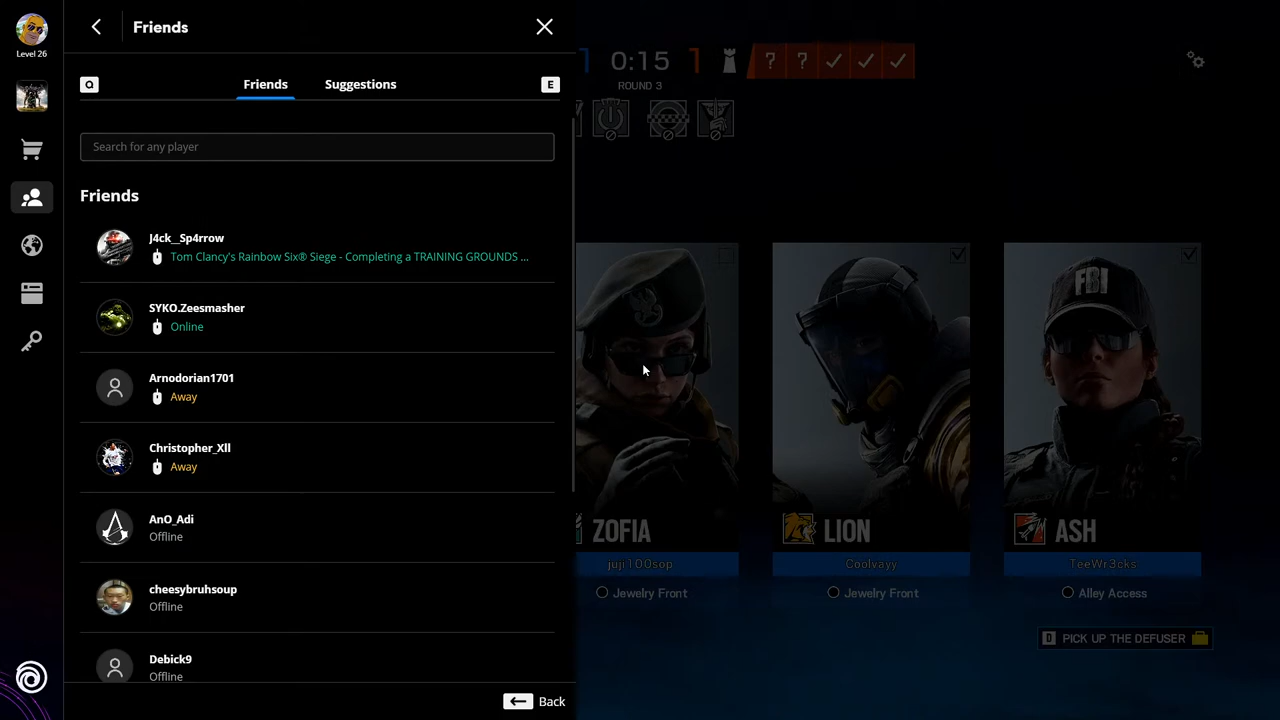 Level 26
Friends
Q
Friends
Suggestions
E
Search for any player
Friends
J4ck__Sp4rrow
Tom Clancy's Rainbow Six® Siege - Completing a TRAINING GROUNDS ...
SYKO.Zeesmasher
Online
Arnodorian1701
Away
Christopher_Xll
Away
AnO_Adi
Offline
cheesybruhsoup
Offline
Debick9
Offline
Back
1 0:15 1 ? ?
ROUND 3
FBI
ZOFIA
LION
ASH
juji100sop
Coolvayy
TeeWr3cks
Jewelry Front
Jewelry Front
Alley Access
D PICK UP THE DEFUSER